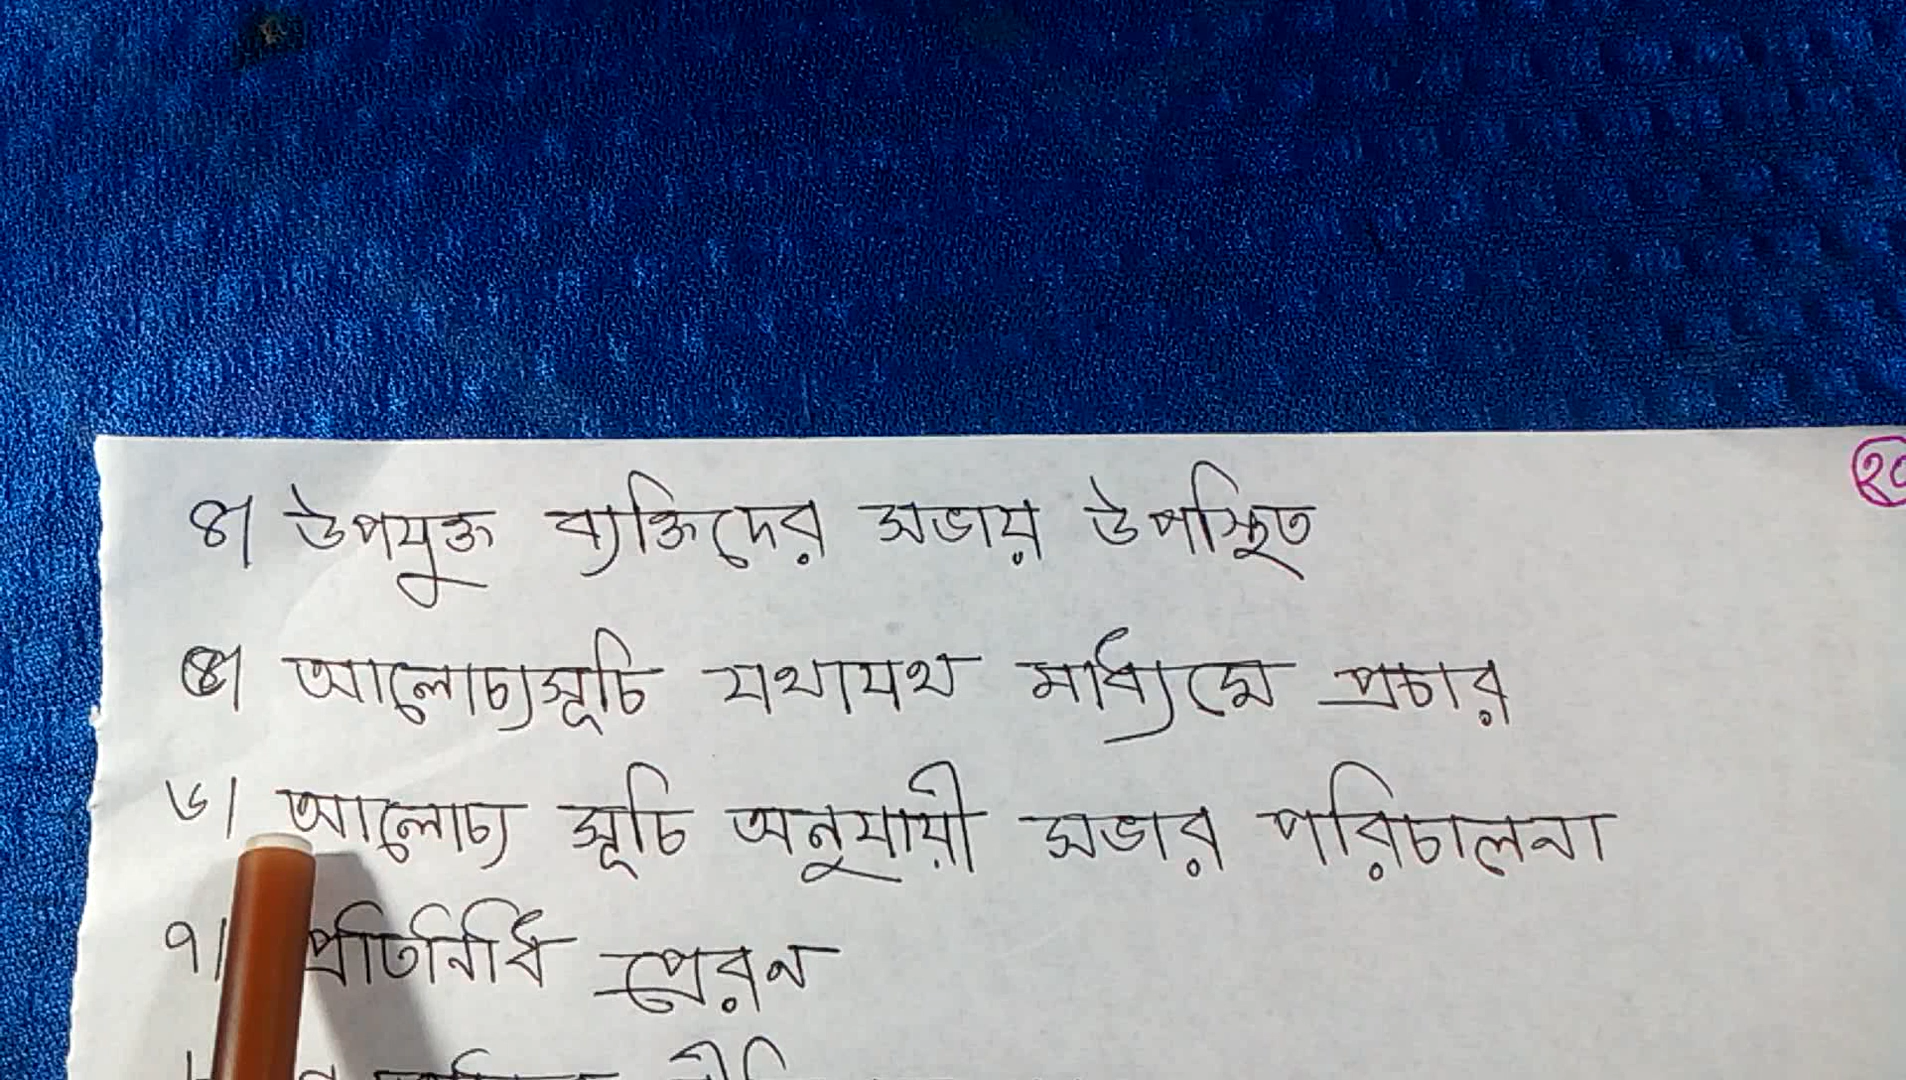 ৪। উপযুক্ত ব্যক্তিদের সভায় উপস্থিত
৫। আলোচ্যসূচি যথাযথ মাধ্যমে প্রচার
৬। আলোচ্য সূচি অনুযায়ী সভার পরিচালনা
৭। প্রতিনিধি প্রেরন